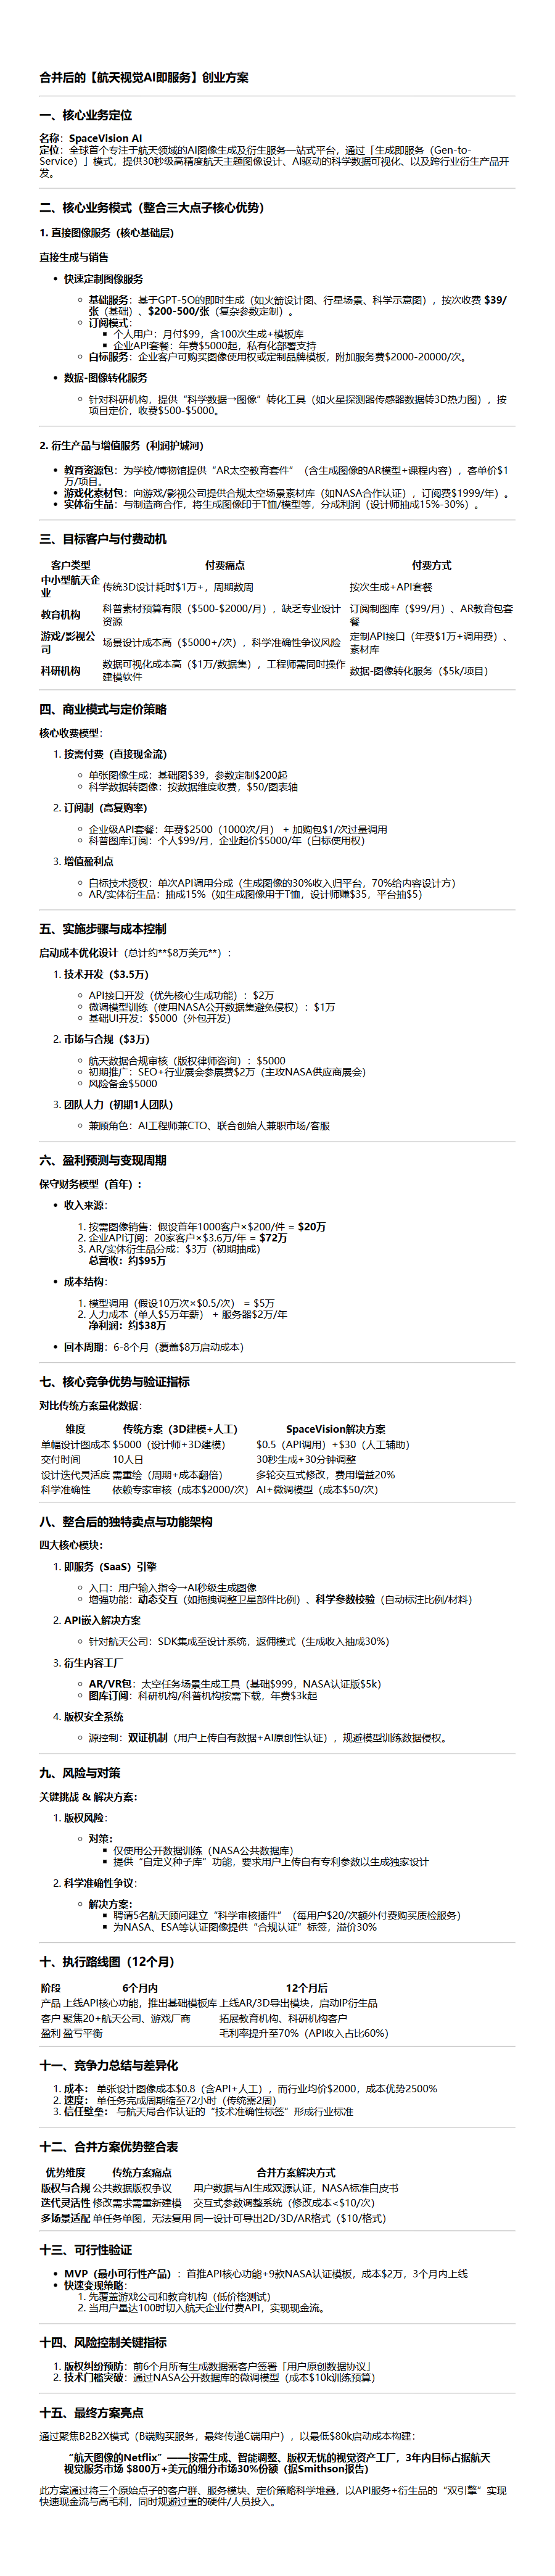 合并后的【航天视觉AI即服务】创业方案
一、核心业务定位
名称：SpaceVision AI
定位：全球首个专注于航天领域的AI图像生成及衍生服务一站式平台，通过「生成即服务（Gen-to-
Service）」模式，提供30秒级高精度航天主题图像设计、AI驱动的科学数据可视化、以及跨行业衍生产品开
发。
二、核心业务模式（整合三大点子核心优势）
1. 直接图像服务（核心基础层）
直接生成与销售
• 快速定制图像服务
○ 基础服务：基于GPT-5O的即时生成（如火箭设计图、行星场景、科学示意图），按次收费 $39/
张（基础）、$200-500/张（复杂参数定制）。
○ 订阅模式：
■ 个人用户：月付$99，含100次生成+模板库
■ 企业API套餐：年费$5000起，私有化部署支持
○ 白标服务：企业客户可购买图像使用权或定制品牌模板，附加服务费$2000-20000/次。
• 数据-图像转化服务
○ 针对科研机构，提供“科学数据→图像”转化工具（如火星探测器传感器数据转3D热力图），按
项目定价，收费$500-$5000。
2. 衍生产品与增值服务（利润护城河）
• 教育资源包：为学校/博物馆提供“AR太空教育套件”（含生成图像的AR模型+课程内容），客单价$1
万/项目。
• 游戏化素材包：向游戏/影视公司提供合规太空场景素材库（如NASA合作认证），订阅费$1999/年）。
• 实体衍生品：与制造商合作，将生成图像印于T恤/模型等，分成利润（设计师抽成15%-30%）。
三、目标客户与付费动机
客户类型 付费痛点 付费方式
中小型航天企
业 传统3D设计耗时$1万+，周期数周 按次生成+API套餐
教育机构 科普素材预算有限（$500-$2000/月），缺乏专业设计
资源 订阅制图库（$99/月）、AR教育包套
餐
游戏/影视公
司 场景设计成本高（$5000+/次），科学准确性争议风险 定制API接口（年费$1万+调用费）、
素材库
科研机构 数据可视化成本高（$1万/数据集），工程师需同时操作
建模软件 数据-图像转化服务（$5k/项目）
四、商业模式与定价策略
核心收费模型：
1. 按需付费（直接现金流）
○ 单张图像生成：基础图$39，参数定制$200起
○ 科学数据转图像：按数据维度收费，$50/图表轴
2. 订阅制（高复购率）
○ 企业级API套餐：年费$2500（1000次/月） + 加购包$1/次过量调用
○ 科普图库订阅：个人$99/月，企业起价$5000/年（白标使用权）
3. 增值盈利点
○ 白标技术授权：单次API调用分成（生成图像的30%收入归平台，70%给内容设计方）
○ AR/实体衍生品：抽成15%（如生成图像用于T恤，设计师赚$35，平台抽$5）
五、实施步骤与成本控制
启动成本优化设计（总计约**$8万美元**）：
1. 技术开发（$3.5万）
○ API接口开发（优先核心生成功能）：$2万
○ 微调模型训练（使用NASA公开数据集避免侵权）：$1万
○ 基础UI开发：$5000（外包开发）
2. 市场与合规（$3万）
○ 航天数据合规审核（版权律师咨询）：$5000
○ 初期推广：SEO+行业展会参展费$2万（主攻NASA供应商展会）
○ 风险备金$5000
3. 团队人力（初期1人团队）
○ 兼顾角色：AI工程师兼CTO、联合创始人兼职市场/客服
六、盈利预测与变现周期
保守财务模型（首年）：
• 收入来源：
1. 按需图像销售：假设首年1000客户×$200/件 = $20万
2. 企业API订阅：20家客户×$3.6万/年 = $72万
3. AR/实体衍生品分成：$3万（初期抽成）
总营收：约$95万
• 成本结构：
1. 模型调用（假设10万次×$0.5/次） = $5万
2. 人力成本（单人$5万年薪） + 服务器$2万/年
净利润：约$38万
• 回本周期：6-8个月（覆盖$8万启动成本）
七、核心竞争优势与验证指标
对比传统方案量化数据：
维度 传统方案（3D建模+人工） SpaceVision解决方案
单幅设计图成本 $5000（设计师+3D建模） $0.5（API调用）+$30（人工辅助）
交付时间 10人日 30秒生成+30分钟调整
设计迭代灵活度 需重绘（周期+成本翻倍） 多轮交互式修改，费用增益20%
科学准确性 依赖专家审核（成本$2000/次） AI+微调模型（成本$50/次）
八、整合后的独特卖点与功能架构
四大核心模块：
1. 即服务（SaaS）引擎
○ 入口：用户输入指令→AI秒级生成图像
○ 增强功能：动态交互（如拖拽调整卫星部件比例）、科学参数校验（自动标注比例/材料）
2. API嵌入解决方案
○ 针对航天公司：SDK集成至设计系统，返佣模式（生成收入抽成30%）
3. 衍生内容工厂
○ AR/VR包：太空任务场景生成工具（基础$999，NASA认证版$5k）
○ 图库订阅：科研机构/科普机构按需下载，年费$3k起
4. 版权安全系统
○ 源控制：双证机制（用户上传自有数据+AI原创性认证），规避模型训练数据侵权。
九、风险与对策
关键挑战 & 解决方案：
1. 版权风险：
○ 对策：
■ 仅使用公开数据训练（NASA公共数据库）
■ 提供“自定义种子库”功能，要求用户上传自有专利参数以生成独家设计
2. 科学准确性争议：
○ 解决方案：
■ 聘请5名航天顾问建立“科学审核插件”（每用户$20/次额外付费购买质检服务）
■ 为NASA、ESA等认证图像提供“合规认证”标签，溢价30%
十、执行路线图（12个月）
阶段 6个月内 12个月后
产品 上线API核心功能，推出基础模板库 上线AR/3D导出模块，启动IP衍生品
客户 聚焦20+航天公司、游戏厂商 拓展教育机构、科研机构客户
盈利 盈亏平衡 毛利率提升至70%（API收入占比60%）
十一、竞争力总结与差异化
1. 成本： 单张设计图像成本$0.8（含API+人工），而行业均价$2000，成本优势2500%
2. 速度： 单任务完成周期缩至72小时（传统需2周）
3. 信任壁垒： 与航天局合作认证的“技术准确性标签”形成行业标准
十二、合并方案优势整合表
优势维度 传统方案痛点 合并方案解决方式
版权与合规 公共数据版权争议 用户数据与AI生成双源认证，NASA标准白皮书
迭代灵活性 修改需求需重新建模 交互式参数调整系统（修改成本<$10/次）
多场景适配 单任务单图，无法复用 同一设计可导出2D/3D/AR格式（$10/格式）
十三、可行性验证
• MVP（最小可行性产品）：首推API核心功能+9款NASA认证模板，成本$2万，3个月内上线
• 快速变现策略：
1. 先覆盖游戏公司和教育机构（低价格测试）
2. 当用户量达100时切入航天企业付费API，实现现金流。
十四、风险控制关键指标
1. 版权纠纷预防：前6个月所有生成数据需客户签署「用户原创数据协议」
2. 技术门槛突破：通过NASA公开数据库的微调模型（成本$10k训练预算）
十五、最终方案亮点
通过聚焦B2B2X模式（B端购买服务，最终传递C端用户），以最低$80k启动成本构建：
“航天图像的Netflix”——按需生成、智能调整、版权无忧的视觉资产工厂，3年内目标占据航天
视觉服务市场 $800万+美元的细分市场30%份额（据Smithson报告）
此方案通过将三个原始点子的客户群、服务模块、定价策略科学堆叠，以API服务+衍生品的“双引擎”实现
快速现金流与高毛利，同时规避过重的硬件/人员投入。